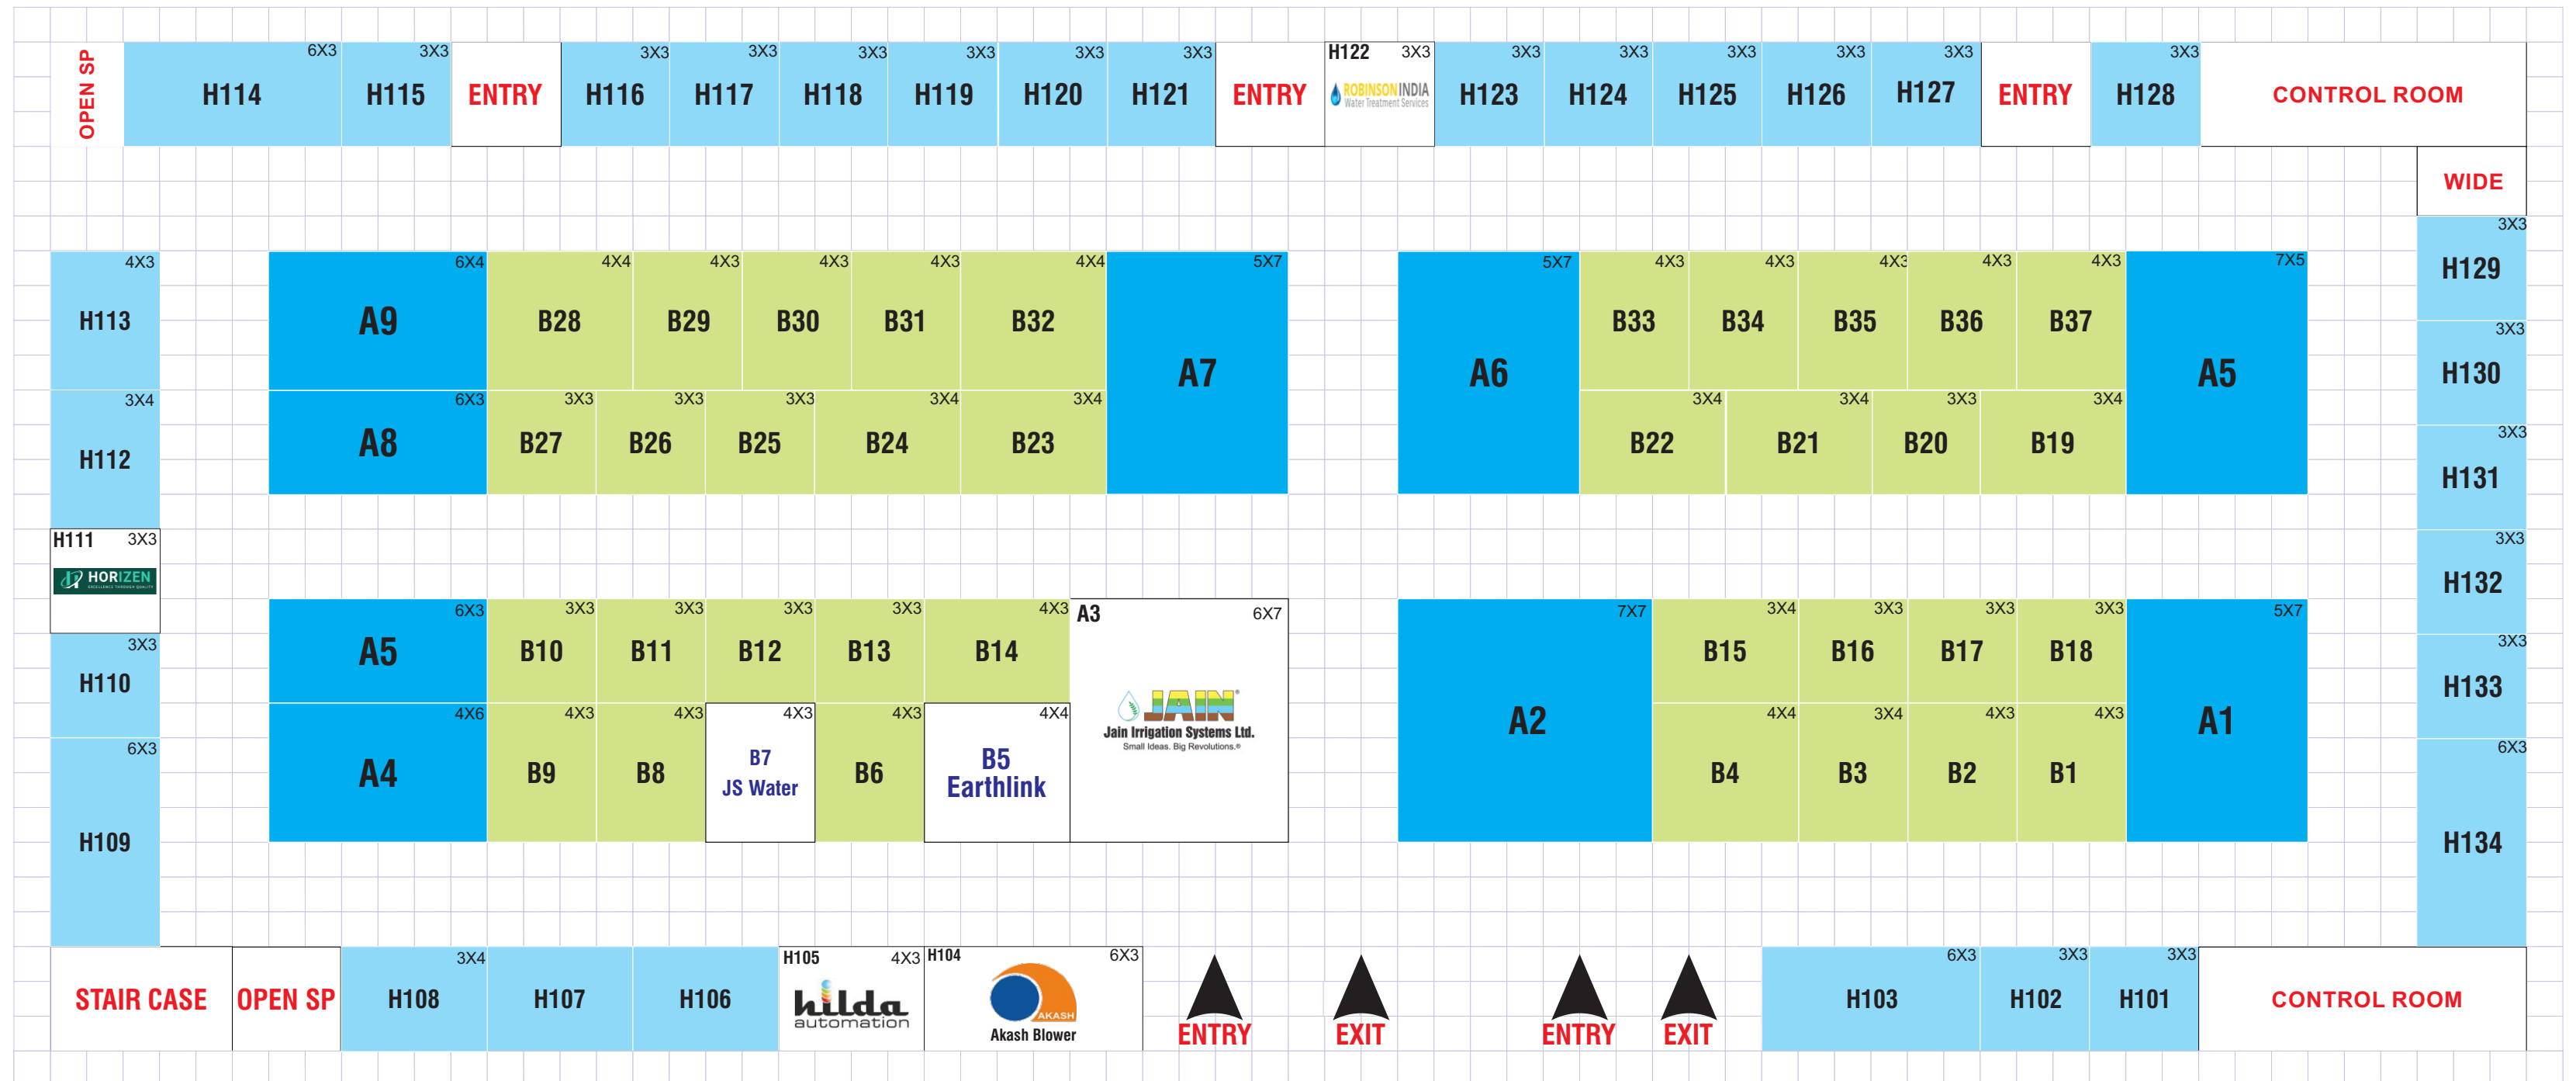 OPEN SP
6X3
H114
3X3
H115
ENTRY
3X3
H116
3X3
H117
3X3
H118
3X3
H119
3X3
H120
3X3
H121
ENTRY
H122 3X3
ROBINSON INDIA
Water Treatment Services
3X3
H123
3X3
H124
3X3
H125
3X3
H126
3X3
H127
ENTRY
3X3
H128
CONTROL ROOM
WIDE
4X3
H113
6X4
A9
4X4
B28
4X3
B29
4X3
B30
4X3
B31
4X4
B32
5X7
A7
5X7
A6
4X3
B33
4X3
B34
4X3
B35
4X3
B36
4X3
B37
7X5
A5
3X3
H129
3X3
H130
3X4
H112
6X3
A8
3X3
B27
3X3
B26
3X3
B25
3X4
B24
3X4
B23
3X4
B22
3X4
B21
3X3
B20
3X4
B19
3X3
H131
H111 3X3
HORIZEN
EXCELLENCE THROUGH QUALITY
3X3
H132
3X3
H110
6X3
A5
3X3
B10
3X3
B11
3X3
B12
3X3
B13
4X3
B14
A3 6X7
JAIN®
Jain Irrigation Systems Ltd.
Small Ideas. Big Revolutions.®
7X7
A2
3X4
B15
3X3
B16
3X3
B17
3X3
B18
5X7
A1
3X3
H133
6X3
H109
4X6
A4
4X3
B9
4X3
B8
4X3
B7
JS Water
4X3
B6
4X4
B5
Earthlink
4X4
B4
3X4
B3
4X3
B2
4X3
B1
6X3
H134
STAIR CASE
OPEN SP
3X4
H108
H107
H106
H105 4X3
hilda
automation
H104 6X3
AKASH
Akash Blower
ENTRY
EXIT
ENTRY
EXIT
6X3
H103
3X3
H102
3X3
H101
CONTROL ROOM